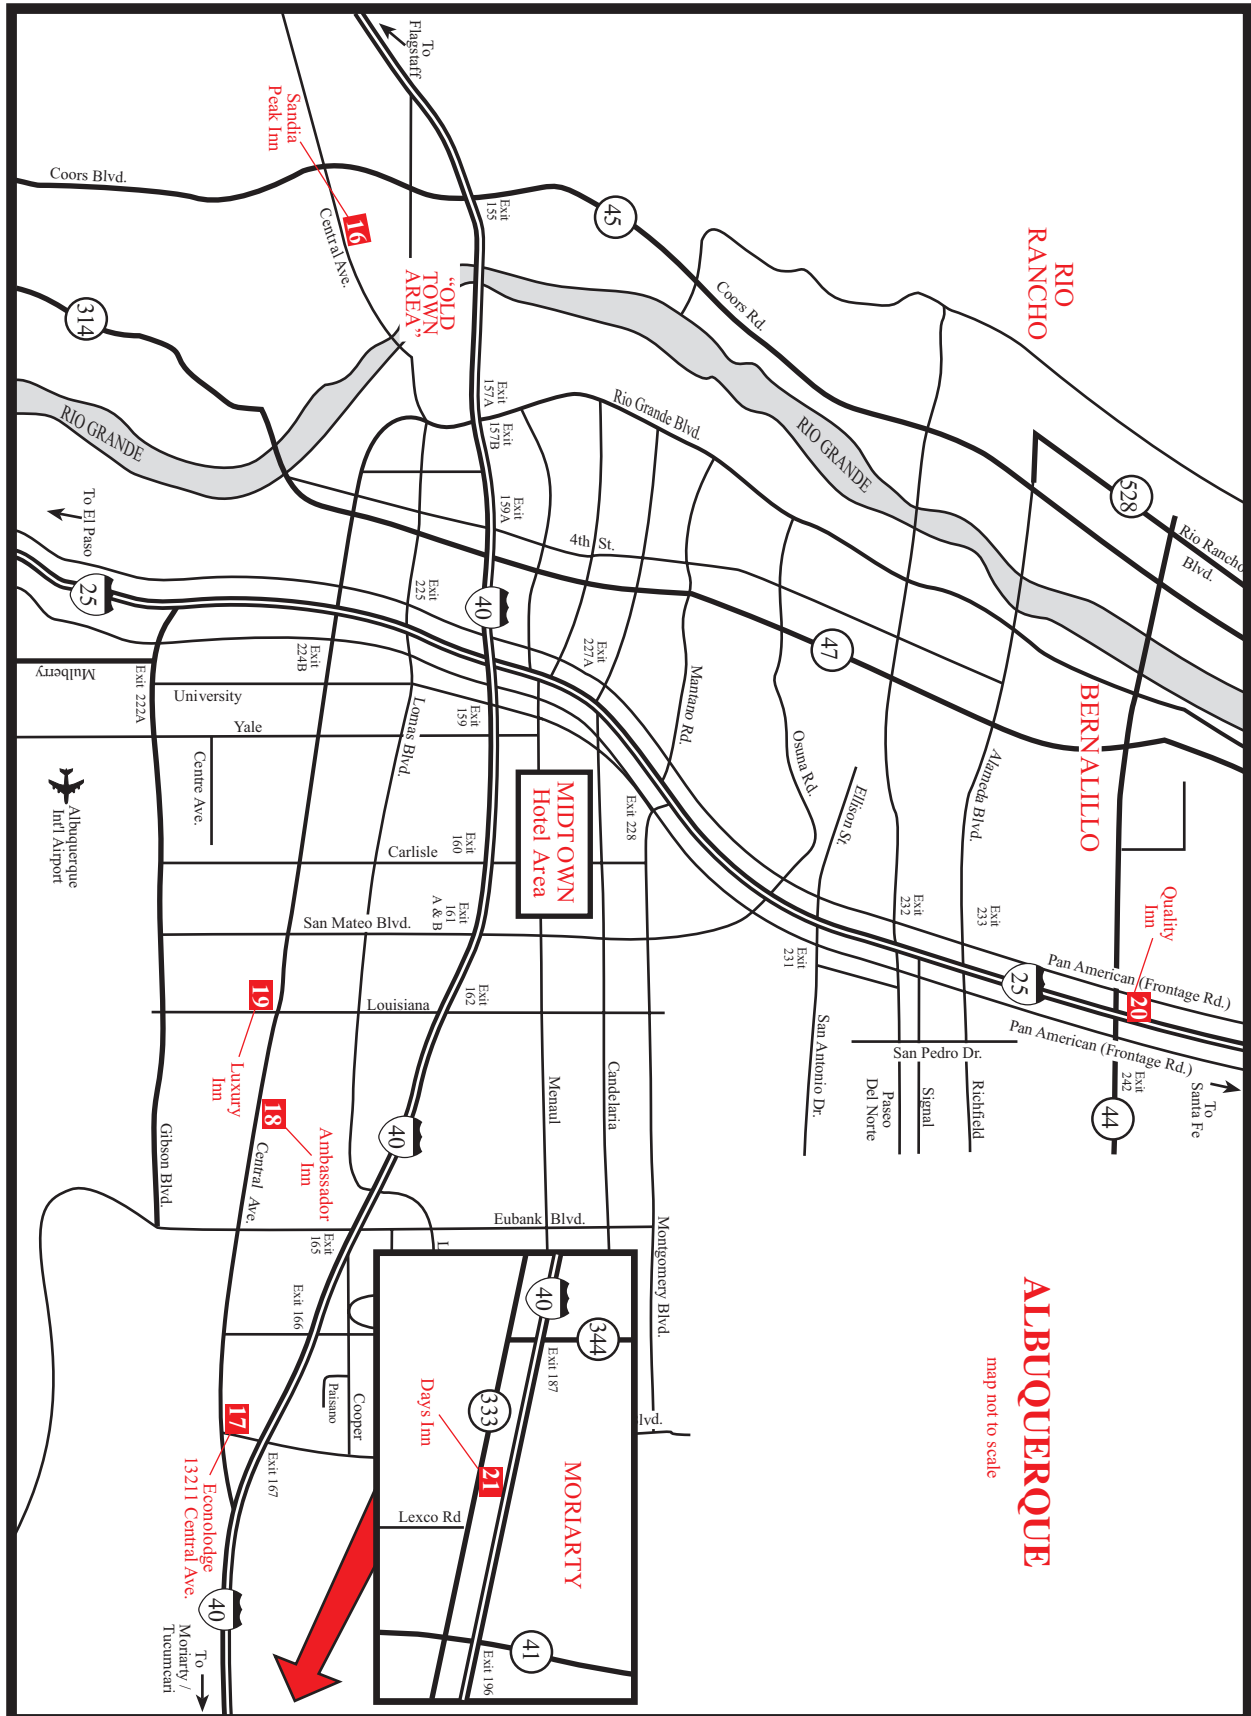 ALBUQUERQUE
map not to scale
RIO
RANCHO
BERNALILLO
"OLD
TOWN
AREA"
MIDTOWN
Hotel Area
MORIARTY
To
Flagstaff
Sandia
Peak Inn
16
Central Ave.
Coors Blvd.
Exit
155
45
Coors Rd.
314
RIO GRANDE
RIO GRANDE
Exit
157A
Exit
157B
Rio Grande Blvd.
528
Rio Rancho
Blvd.
Exit
159A
4th St.
To El Paso
25
Exit
225
40
Exit
227A
47
Mulberry
Exit 222A
Exit
224B
University
Yale
Centre Ave.
Lomas Blvd.
Exit
159
Mantano Rd.
Osuna Rd.
Ellison St.
Alameda Blvd.
Albuquerque
Int'l Airport
Carlisle
Exit
160
Exit 228
San Mateo Blvd.
Exit
161
A & B
Exit
162
Exit
231
Exit
232
Exit
233
Quality
Inn
20
25
Pan American (Frontage Rd.)
Pan American (Frontage Rd.)
Exit
242
44
To
Santa Fe
19
Luxury
Inn
Louisiana
Menaul
Candelaria
San Antonio Dr.
San Pedro Dr.
Paseo
Del Norte
Signal
Richfield
18
Ambassador
Inn
40
Gibson Blvd.
Central Ave.
Eubank Blvd.
Montgomery Blvd.
Exit
165
Exit 166
L
Cooper
Paisano
lvd.
17
Econolodge
13211 Central Ave.
Exit 167
40
To
Moriarty /
Tucumcari
40
344
Exit 187
333
Days Inn
21
Lexco Rd
41
Exit 196